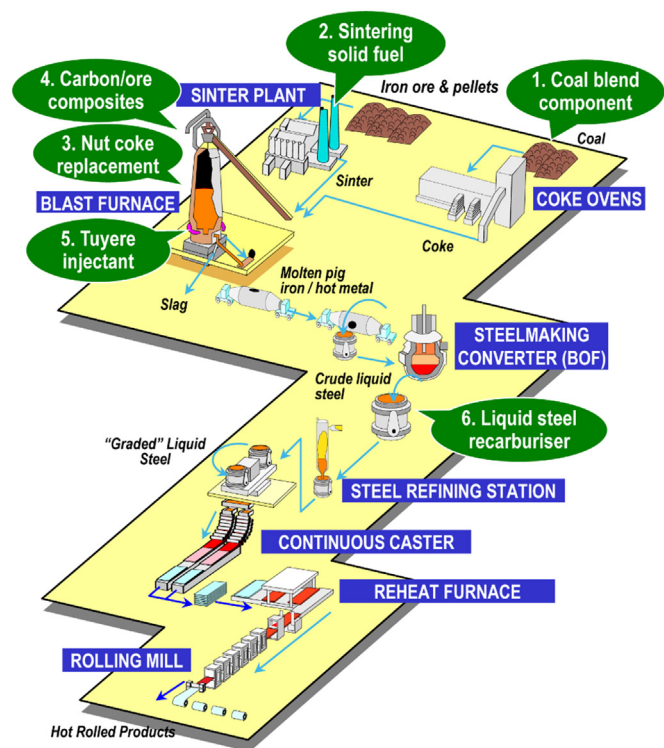 2. Sintering
solid fuel
Iron ore & pellets
1. Coal blend
component
4. Carbon/ore
composites
SINTER PLANT
Coal
3. Nut coke
replacement
Sinter
BLAST FURNACE
COKE OVENS
5. Tuyere
injectant
Coke
Molten pig
iron / hot metal
Slag
STEELMAKING
CONVERTER (BOF)
Crude liquid
steel
6. Liquid steel
recarburiser
“Graded” Liquid
Steel
STEEL REFINING STATION
CONTINUOUS CASTER
REHEAT FURNACE
ROLLING MILL
Hot Rolled Products